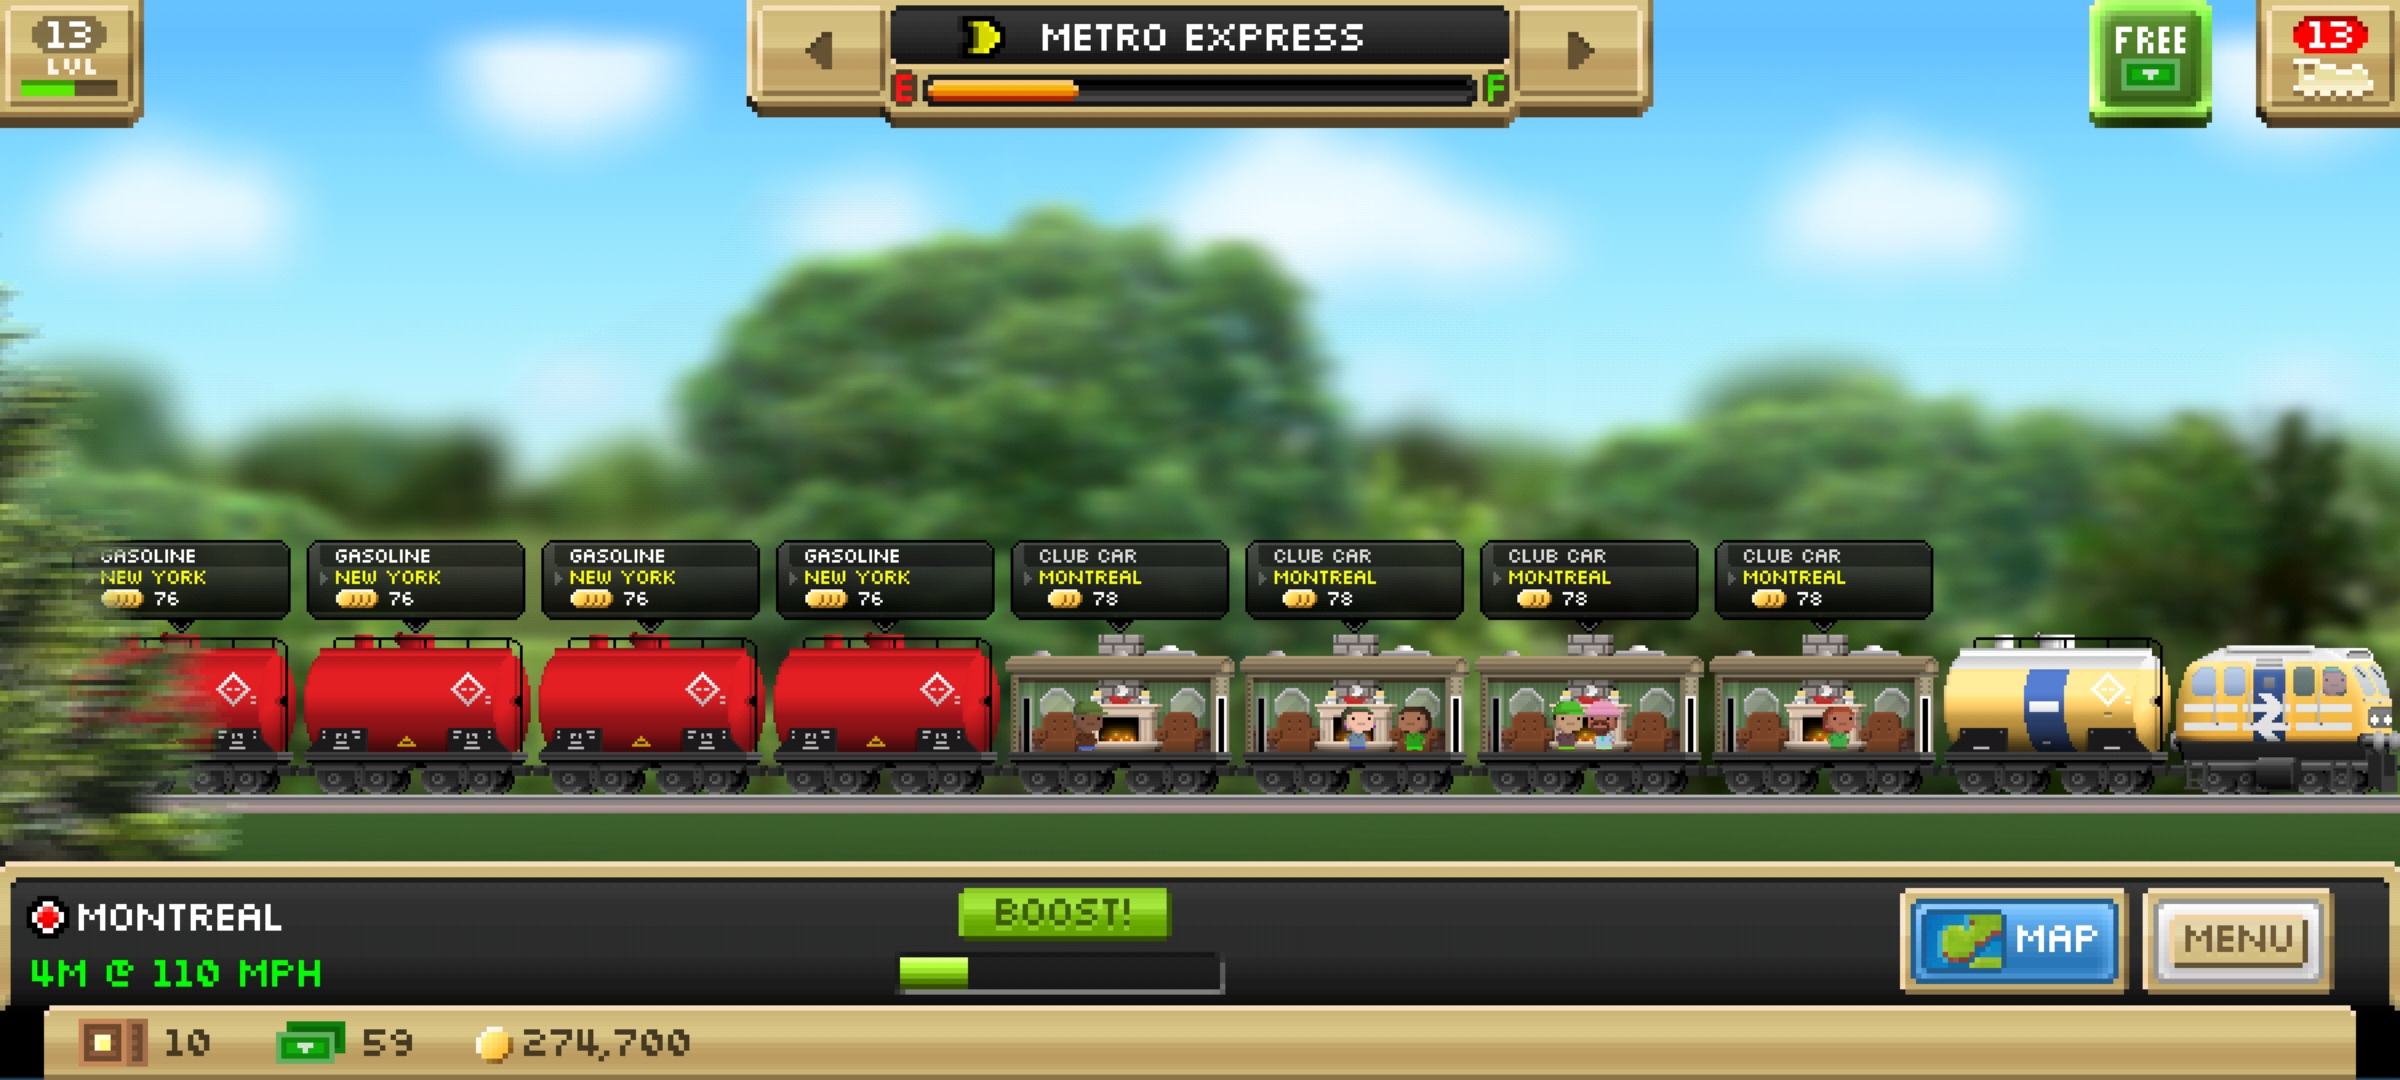 13
LVL
METRO EXPRESS
E
F
FREE
13
GASOLINE
NEW YORK
76
GASOLINE
NEW YORK
76
GASOLINE
NEW YORK
76
GASOLINE
NEW YORK
76
CLUB CAR
MONTREAL
78
CLUB CAR
MONTREAL
78
CLUB CAR
MONTREAL
78
CLUB CAR
MONTREAL
78
MONTREAL
4M @ 110 MPH
BOOST!
MAP
MENU
10
59
274,700